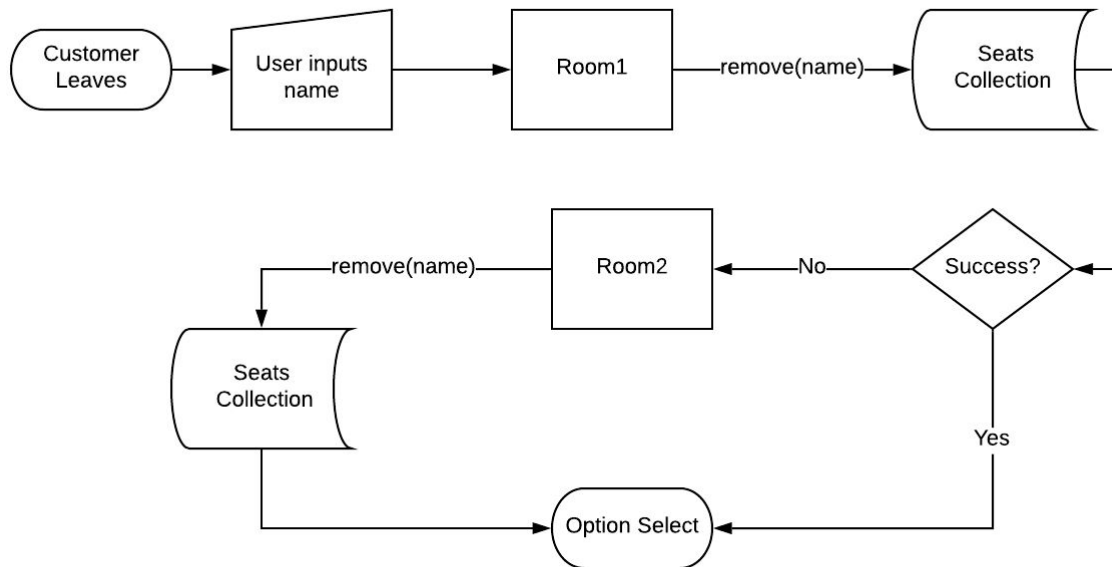 Customer
Leaves
User inputs
name
Room1
remove(name)
Seats
Collection
remove(name)
Room2
No
Success?
Seats
Collection
Yes
Option Select